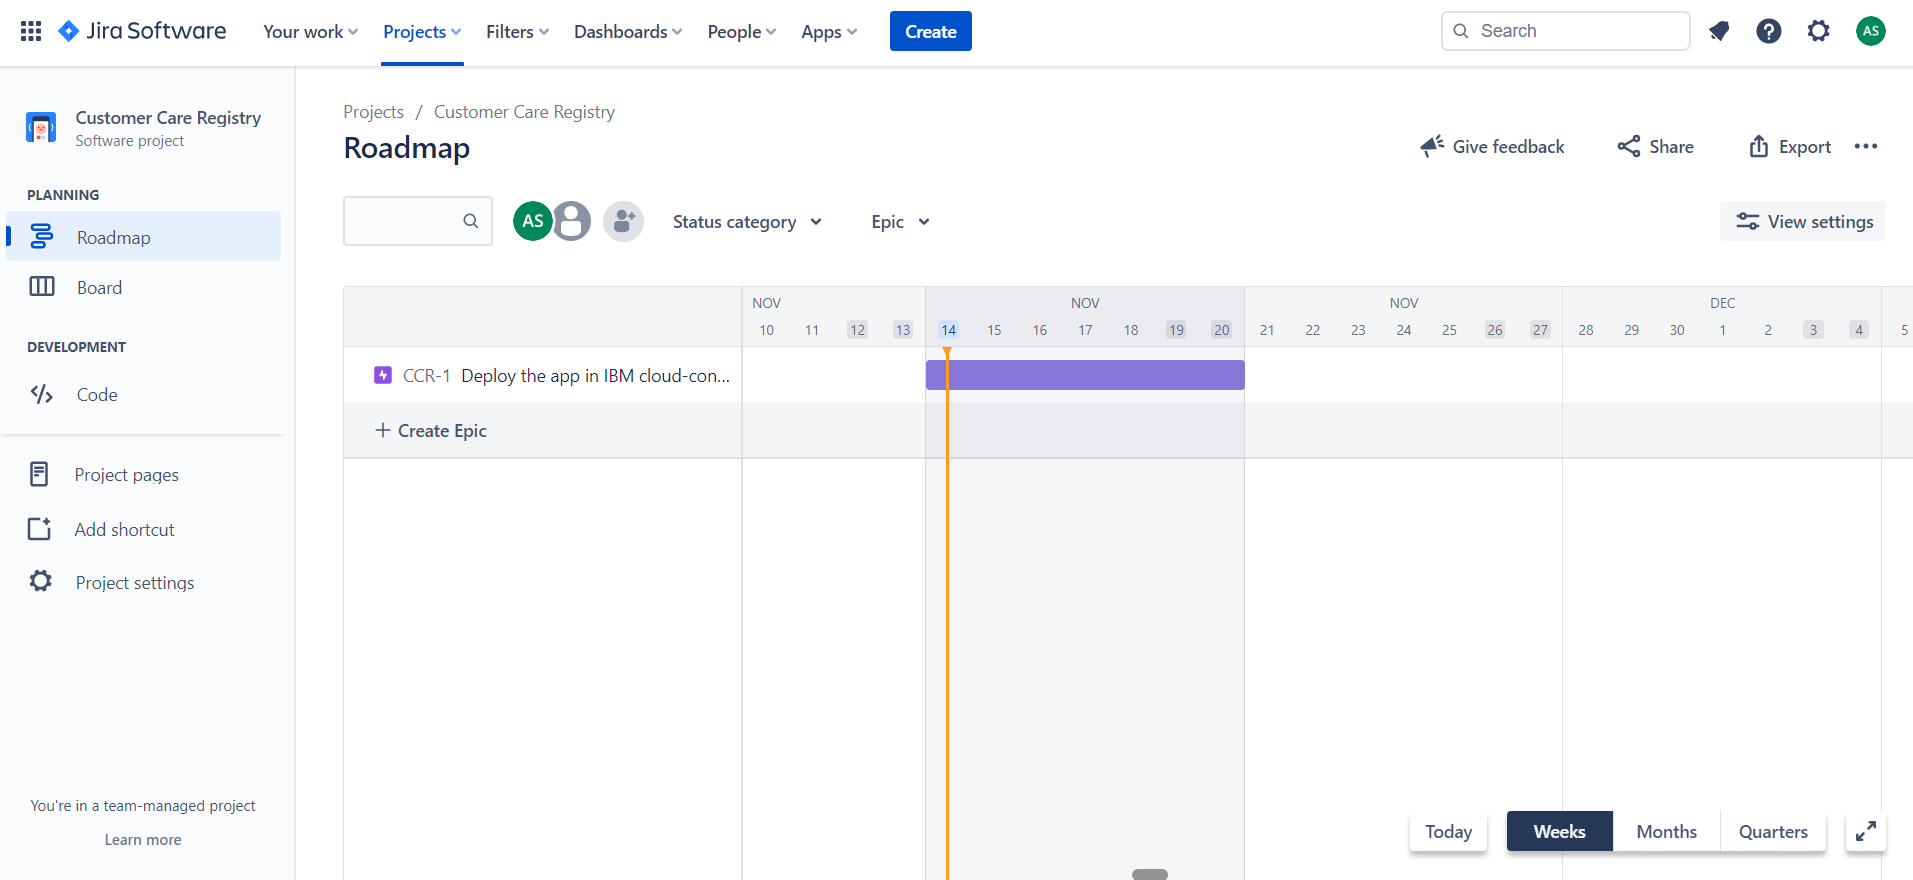 Jira Software Your work Projects Filters Dashboards People Apps Create Search AS
Customer Care Registry
Software project
PLANNING
Roadmap
Board
DEVELOPMENT
Code
Project pages
Add shortcut
Project settings
You're in a team-managed project
Learn more
Projects / Customer Care Registry
Roadmap
Give feedback Share Export
AS Status category Epic View settings
NOV NOV NOV DEC
10 11 12 13 14 15 16 17 18 19 20 21 22 23 24 25 26 27 28 29 30 1 2 3 4 5
CCR-1 Deploy the app in IBM cloud-con...
Create Epic
Today Weeks Months Quarters